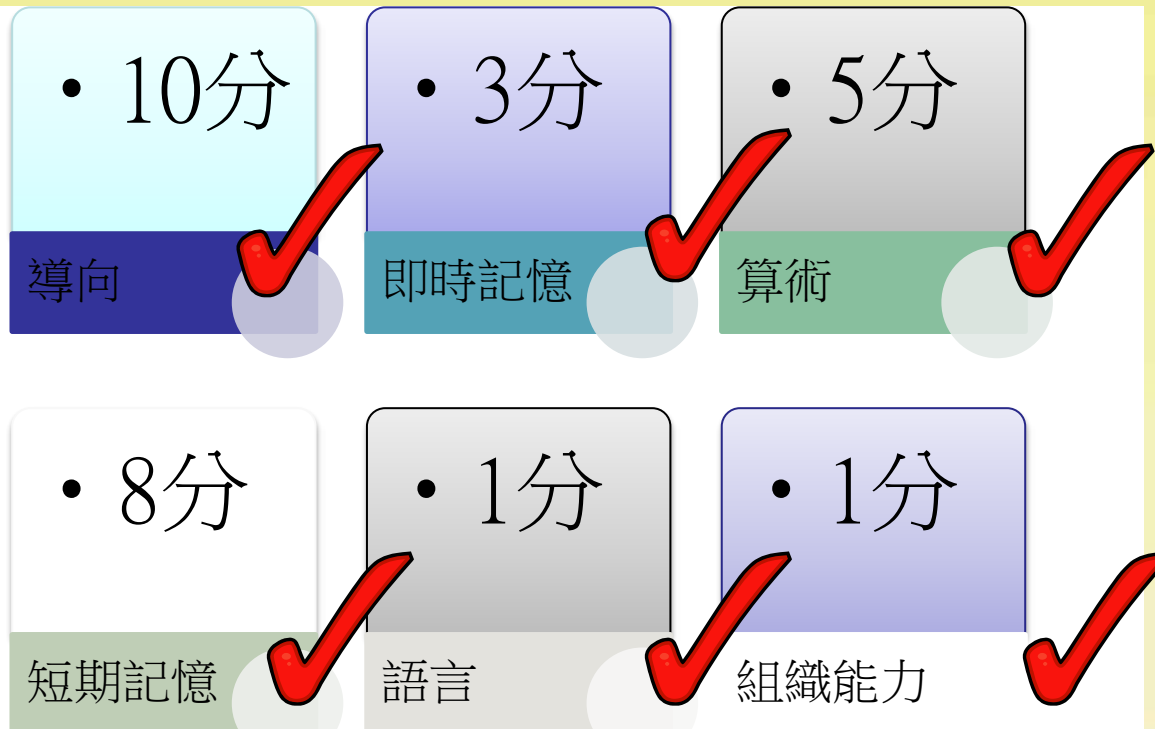 • 10分
導向
• 3分
即時記憶
• 5分
算術
• 8分
短期記憶
• 1分
語言
• 1分
組織能力